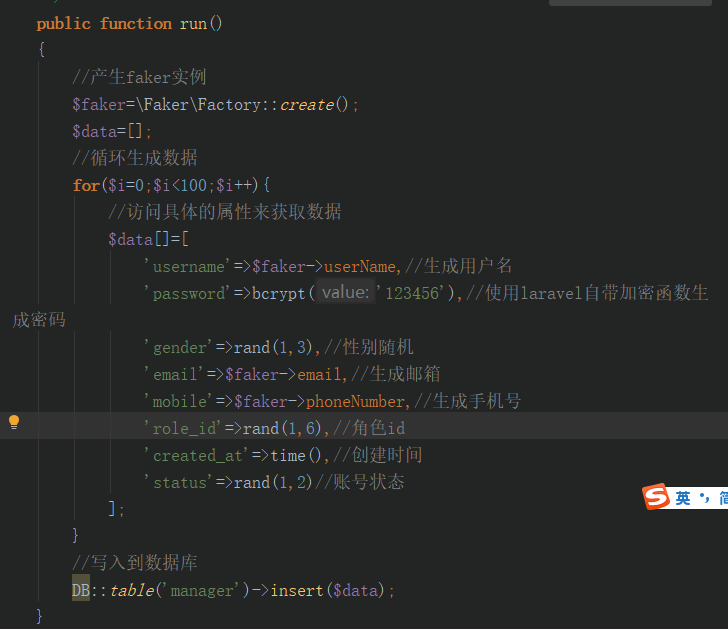 public function run()
{
//产生faker实例
$faker=\Faker\Factory::create();
$data=[];
//循环生成数据
for($i=0;$i<100;$i++){
//访问具体的属性来获取数据
$data[]=[
'username'=>$faker->userName,//生成用户名
'password'=>bcrypt( value: '123456'),//使用laravel自带加密函数生
成密码
'gender'=>rand(1,3),//性别随机
'email'=>$faker->email,//生成邮箱
'mobile'=>$faker->phoneNumber,//生成手机号
'role_id'=>rand(1,6),//角色id
'created_at'=>time(),//创建时间
'status'=>rand(1,2)//账号状态
];
}
//写入到数据库
DB::table('manager')->insert($data);
}
S 英 •, 简